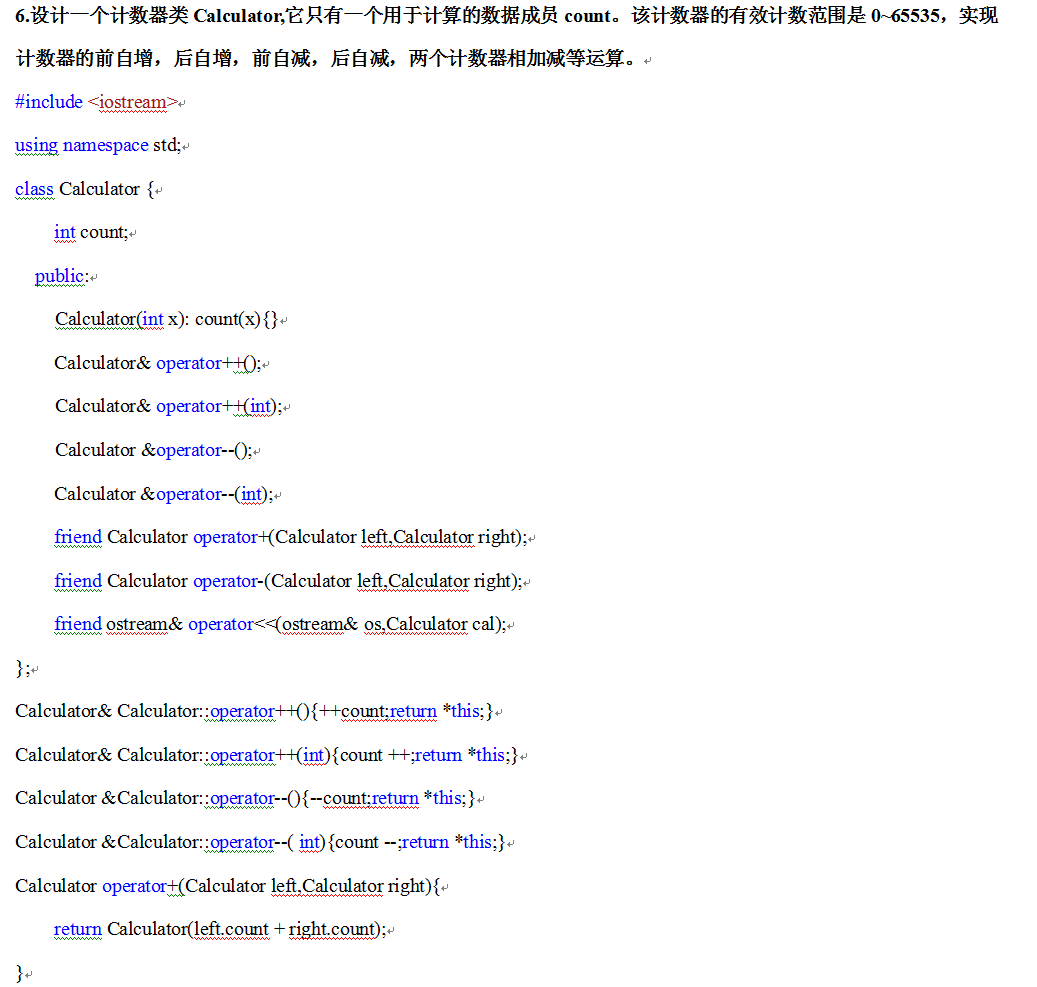 6.设计一个计数器类 Calculator,它只有一个用于计算的数据成员 count。该计数器的有效计数范围是 0~65535，实现
计数器的前自增，后自增，前自减，后自减，两个计数器相加减等运算。
#include <iostream>
using namespace std;
class Calculator {
int count;
public:
Calculator(int x): count(x){}
Calculator& operator++();
Calculator& operator++(int);
Calculator &operator--();
Calculator &operator--(int);
friend Calculator operator+(Calculator left,Calculator right);
friend Calculator operator-(Calculator left,Calculator right);
friend ostream& operator<<(ostream& os,Calculator cal);
};
Calculator& Calculator::operator++(){++count;return *this;}
Calculator& Calculator::operator++(int){count ++;return *this;}
Calculator &Calculator::operator--(){--count;return *this;}
Calculator &Calculator::operator--( int){count --;return *this;}
Calculator operator+(Calculator left,Calculator right){
return Calculator(left.count + right.count);
}